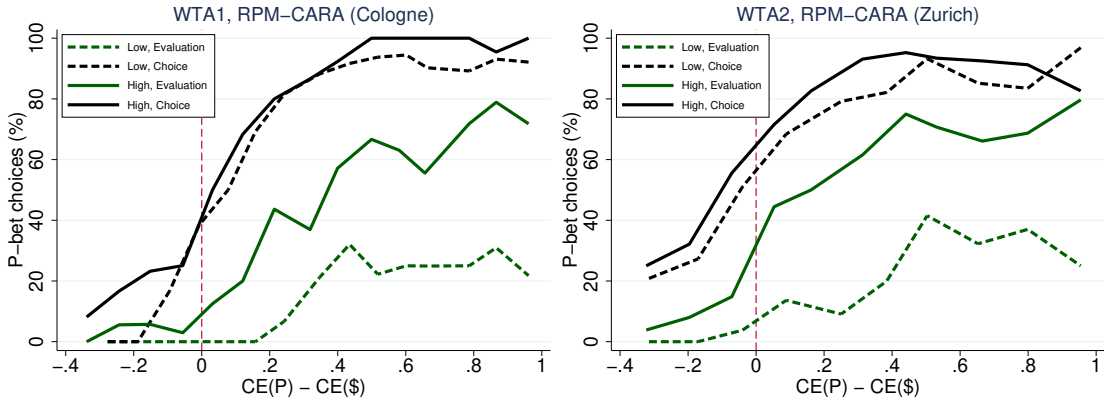 WTA1, RPM−CARA (Cologne)
P−bet choices (%)
100
80
60
40
20
0
Low, Evaluation
Low, Choice
High, Evaluation
High, Choice
−.4 −.2 0 .2 .4 .6 .8 1
CE(P) − CE($)
WTA2, RPM−CARA (Zurich)
P−bet choices (%)
100
80
60
40
20
0
Low, Evaluation
Low, Choice
High, Evaluation
High, Choice
−.4 −.2 0 .2 .4 .6 .8 1
CE(P) − CE($)